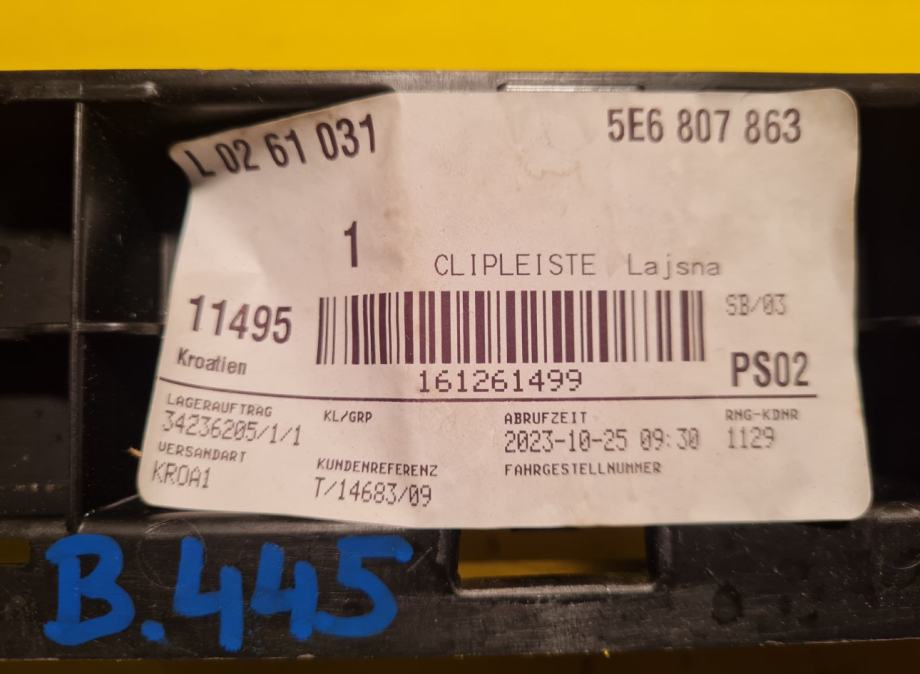 L 02 61 031
5E6 807 863
1
CLIPLEISTE Lajsna
11495
SB/03
Kroatien
161261499
PS02
LAGERAUFTRAG
34236205/1/1
KL/GRP
ABRUFZEIT
2023-10-25 09:30
RNG-KDNR
1129
VERSANDART
KROA1
KUNDENREFERENZ
T/14683/09
FAHRGESTELLNUMMER
B.445